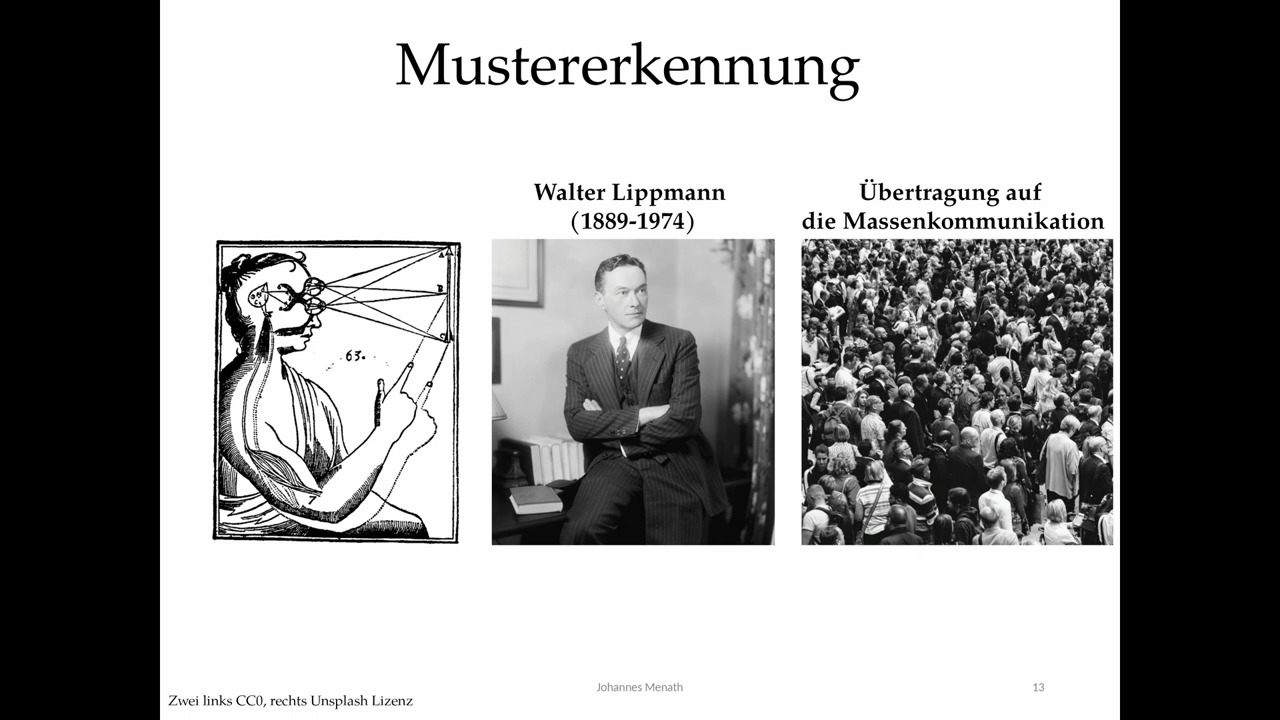 Mustererkennung
Walter Lippmann
(1889-1974)
Übertragung auf
die Massenkommunikation
A
B
C
63.
Johannes Menath
13
Zwei links CC0, rechts Unsplash Lizenz